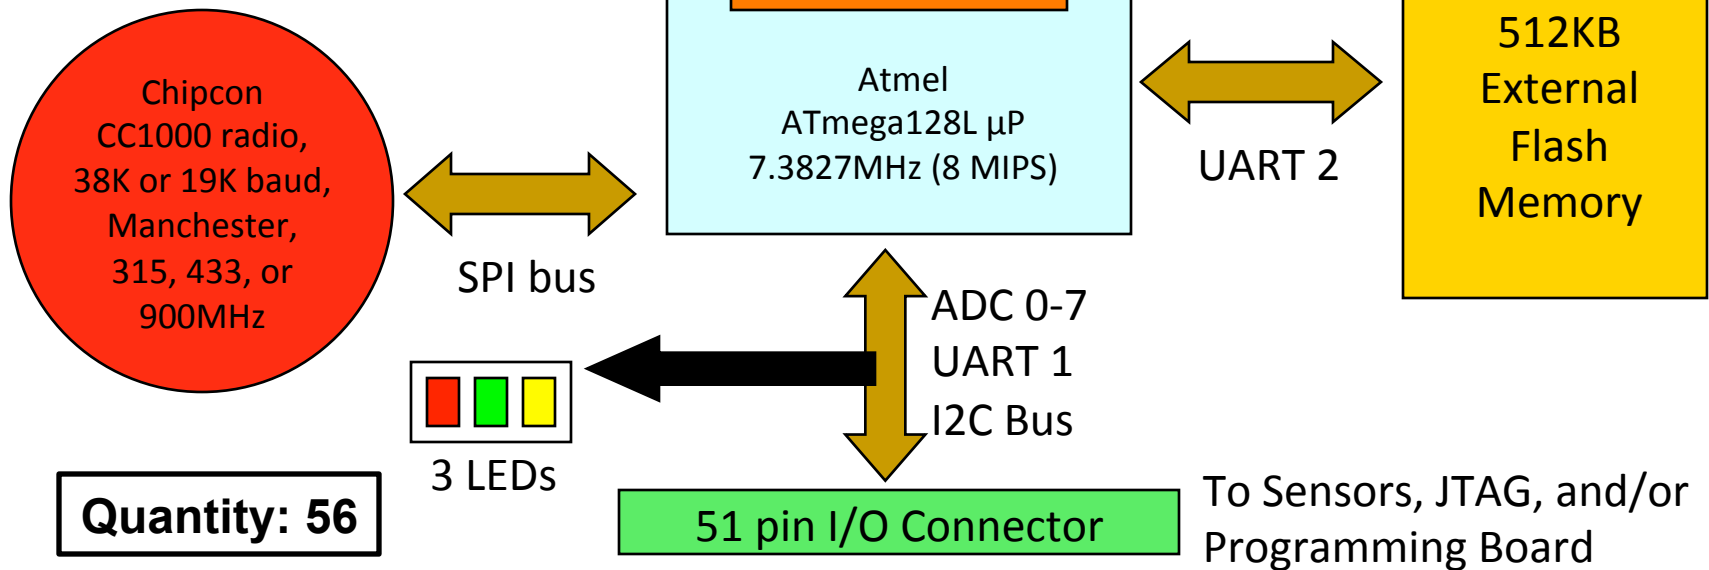 Chipcon
CC1000 radio,
38K or 19K baud,
Manchester,
315, 433, or
900MHz
SPI bus
Atmel
ATmega128L µP
7.3827MHz (8 MIPS)
UART 2
512KB
External
Flash
Memory
ADC 0-7
UART 1
I2C Bus
3 LEDs
Quantity: 56
51 pin I/O Connector
To Sensors, JTAG, and/or
Programming Board